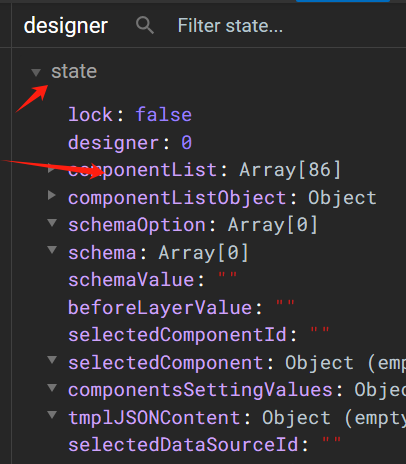 designer Filter state...
state
lock: false
designer: 0
componentList: Array[86]
componentListObject: Object
schemaOption: Array[0]
schema: Array[0]
schemaValue: ""
beforeLayerValue: ""
selectedComponentId: ""
selectedComponent: Object (em
componentsSettingValues: Objec
tmplJSONContent: Object (empty
selectedDataSourceId: ""